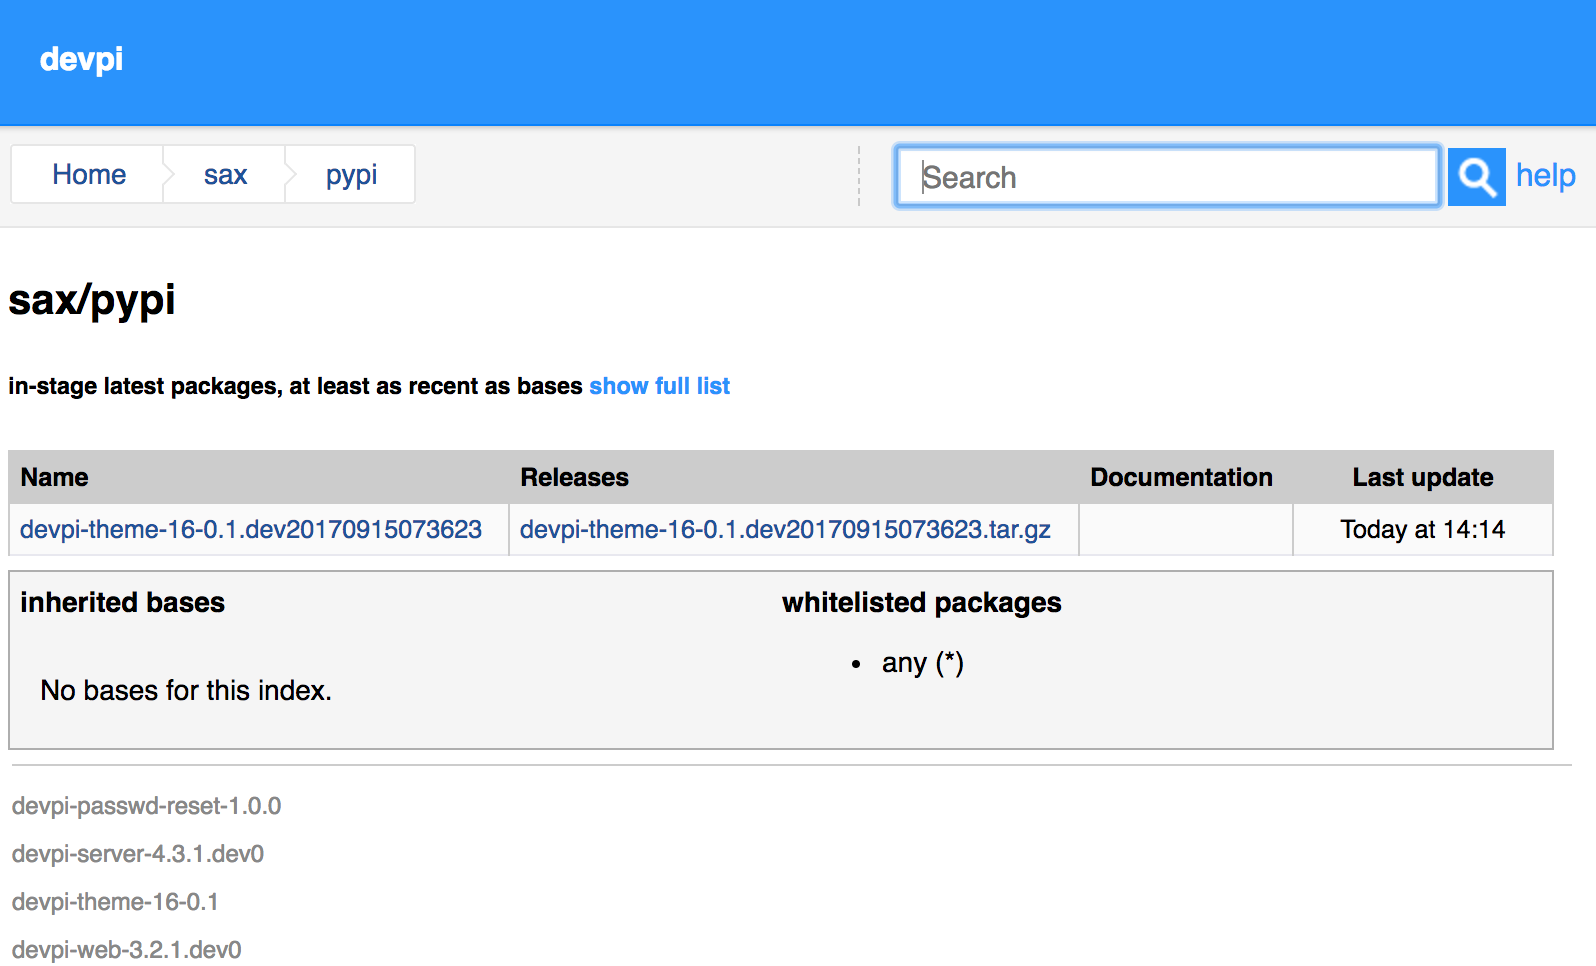 devpi
Home sax pypi Search help
sax/pypi
in-stage latest packages, at least as recent as bases show full list
Name Releases Documentation Last update
devpi-theme-16-0.1.dev20170915073623 devpi-theme-16-0.1.dev20170915073623.tar.gz Today at 14:14
inherited bases whitelisted packages
• any (*)
No bases for this index.
devpi-passwd-reset-1.0.0
devpi-server-4.3.1.dev0
devpi-theme-16-0.1
devpi-web-3.2.1.dev0